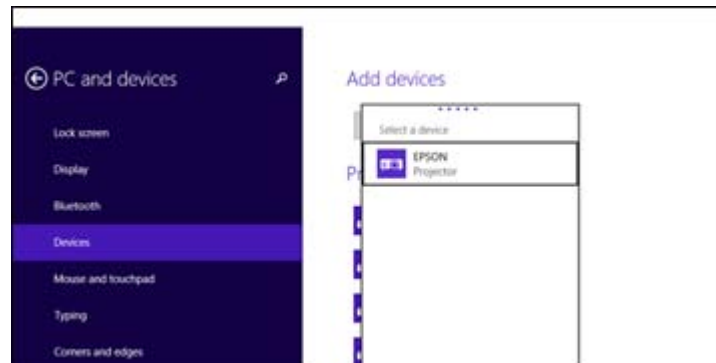 PC and devices
Lock screen
Display
Bluetooth
Devices
Mouse and touchpad
Typing
Corners and edges
Add devices
Select a device
EPSON
Projector